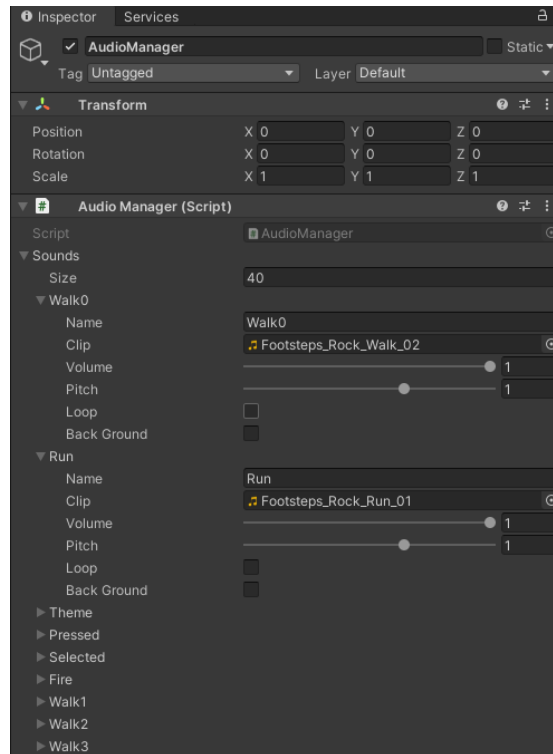 Inspector Services
AudioManager Static
Tag Untagged Layer Default
Transform
Position X 0 Y 0 Z 0
Rotation X 0 Y 0 Z 0
Scale X 1 Y 1 Z 1
# Audio Manager (Script)
Script # AudioManager
Sounds
Size 40
Walk0
Name Walk0
Clip Footsteps_Rock_Walk_02
Volume 1
Pitch 1
Loop
Back Ground
Run
Name Run
Clip Footsteps_Rock_Run_01
Volume 1
Pitch 1
Loop
Back Ground
Theme
Pressed
Selected
Fire
Walk1
Walk2
Walk3